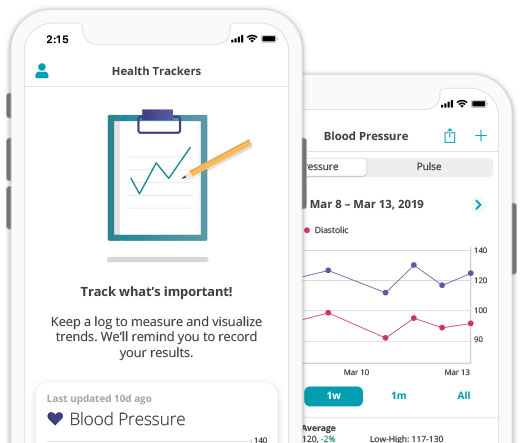 2:15
Health Trackers
Track what's important!
Keep a log to measure and visualize
trends. We'll remind you to record
your results.
Last updated 10d ago
Blood Pressure
140
Blood Pressure
Pulse
Mar 8 – Mar 13, 2019
Diastolic
140
120
100
90
Mar 10
Mar 13
1w
1m
All
Average
120, -2%
Low-High: 117-130